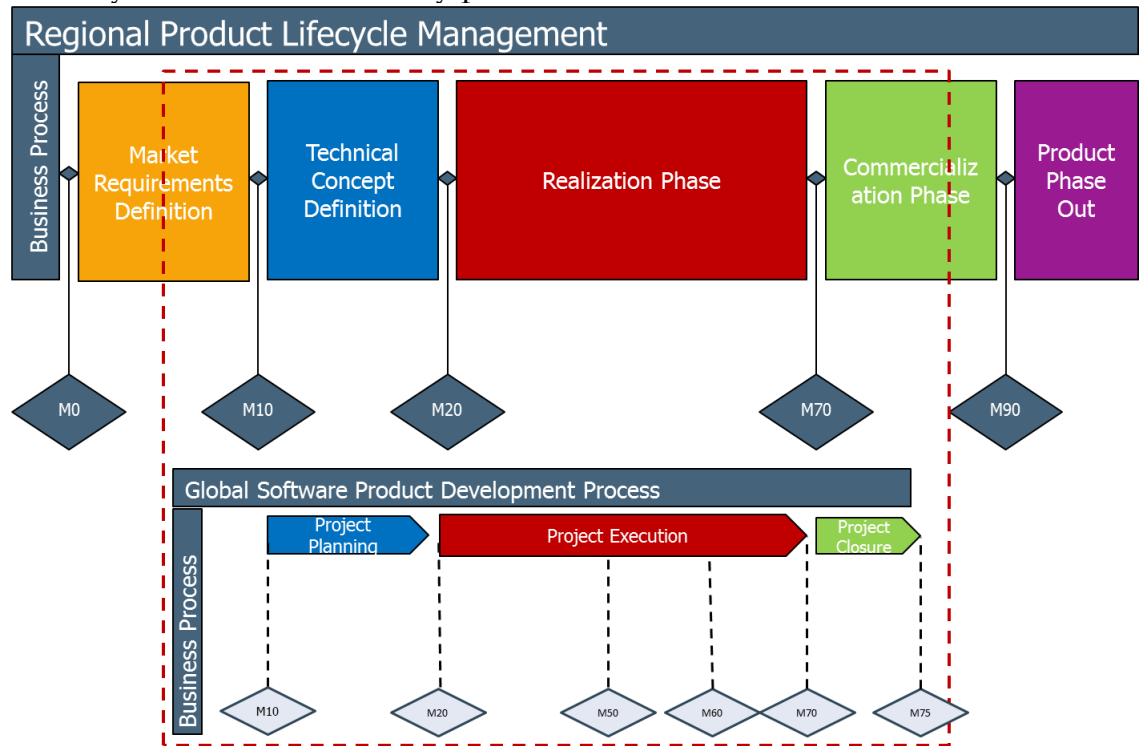 Regional Product Lifecycle Management
Business Process
Market
Requirements
Definition
Technical
Concept
Definition
Realization Phase
Commercializ
ation Phase
Product
Phase
Out
M0
M10
M20
M70
M90
Global Software Product Development Process
Business Process
Project
Planning
Project Execution
Project
Closure
M10
M20
M50
M60
M70
M75